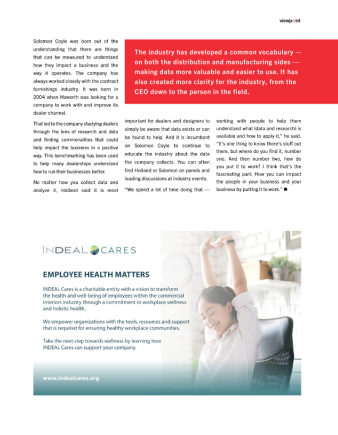 viewpoint
Solomon Coyle was born out of the
understanding that there are things
that can be measured to understand
how they impact a business and the
way it operates. The company has
always worked closely with the contract
furnishings industry. It was born in
2004 when Haworth was looking for a
company to work with and improve its
dealer channel.
That led to the company studying dealers
through the lens of research and data
and finding commonalities that could
help impact the business in a positive
way. This benchmarking has been used
to help many dealerships understand
how to run their businesses better.
No matter how you collect data and
analyze it, Holland said it is most
The industry has developed a common vocabulary —
on both the distribution and manufacturing sides —
making data more valuable and easier to use. It has
also created more clarity for the industry, from the
CEO down to the person in the field.
important for dealers and designers to
simply be aware that data exists or can
be found to help. And it is incumbent
on Solomon Coyle to continue to
educate the industry about the data
the company collects. You can often
find Holland or Solomon on panels and
leading discussions at industry events.
"We spend a lot of time doing that —
working with people to help them
understand what (data and research) is
available and how to apply it," he said.
"It's one thing to know there's stuff out
there, but where do you find it, number
one. And then number two, how do
you put it to work? I think that's the
fascinating part: How you can impact
the people in your business and your
business by putting it to work." ■
INDEAL CARES
EMPLOYEE HEALTH MATTERS
INDEAL Cares is a charitable entity with a vision to transform
the health and well-being of employees within the commercial
interiors industry through a commitment to workplace wellness
and holistic health.
We empower organizations with the tools, resources and support
that is required for ensuring healthy workplace communities.
Take the next step towards wellness by learning how
INDEAL Cares can support your company.
www.indealcares.org